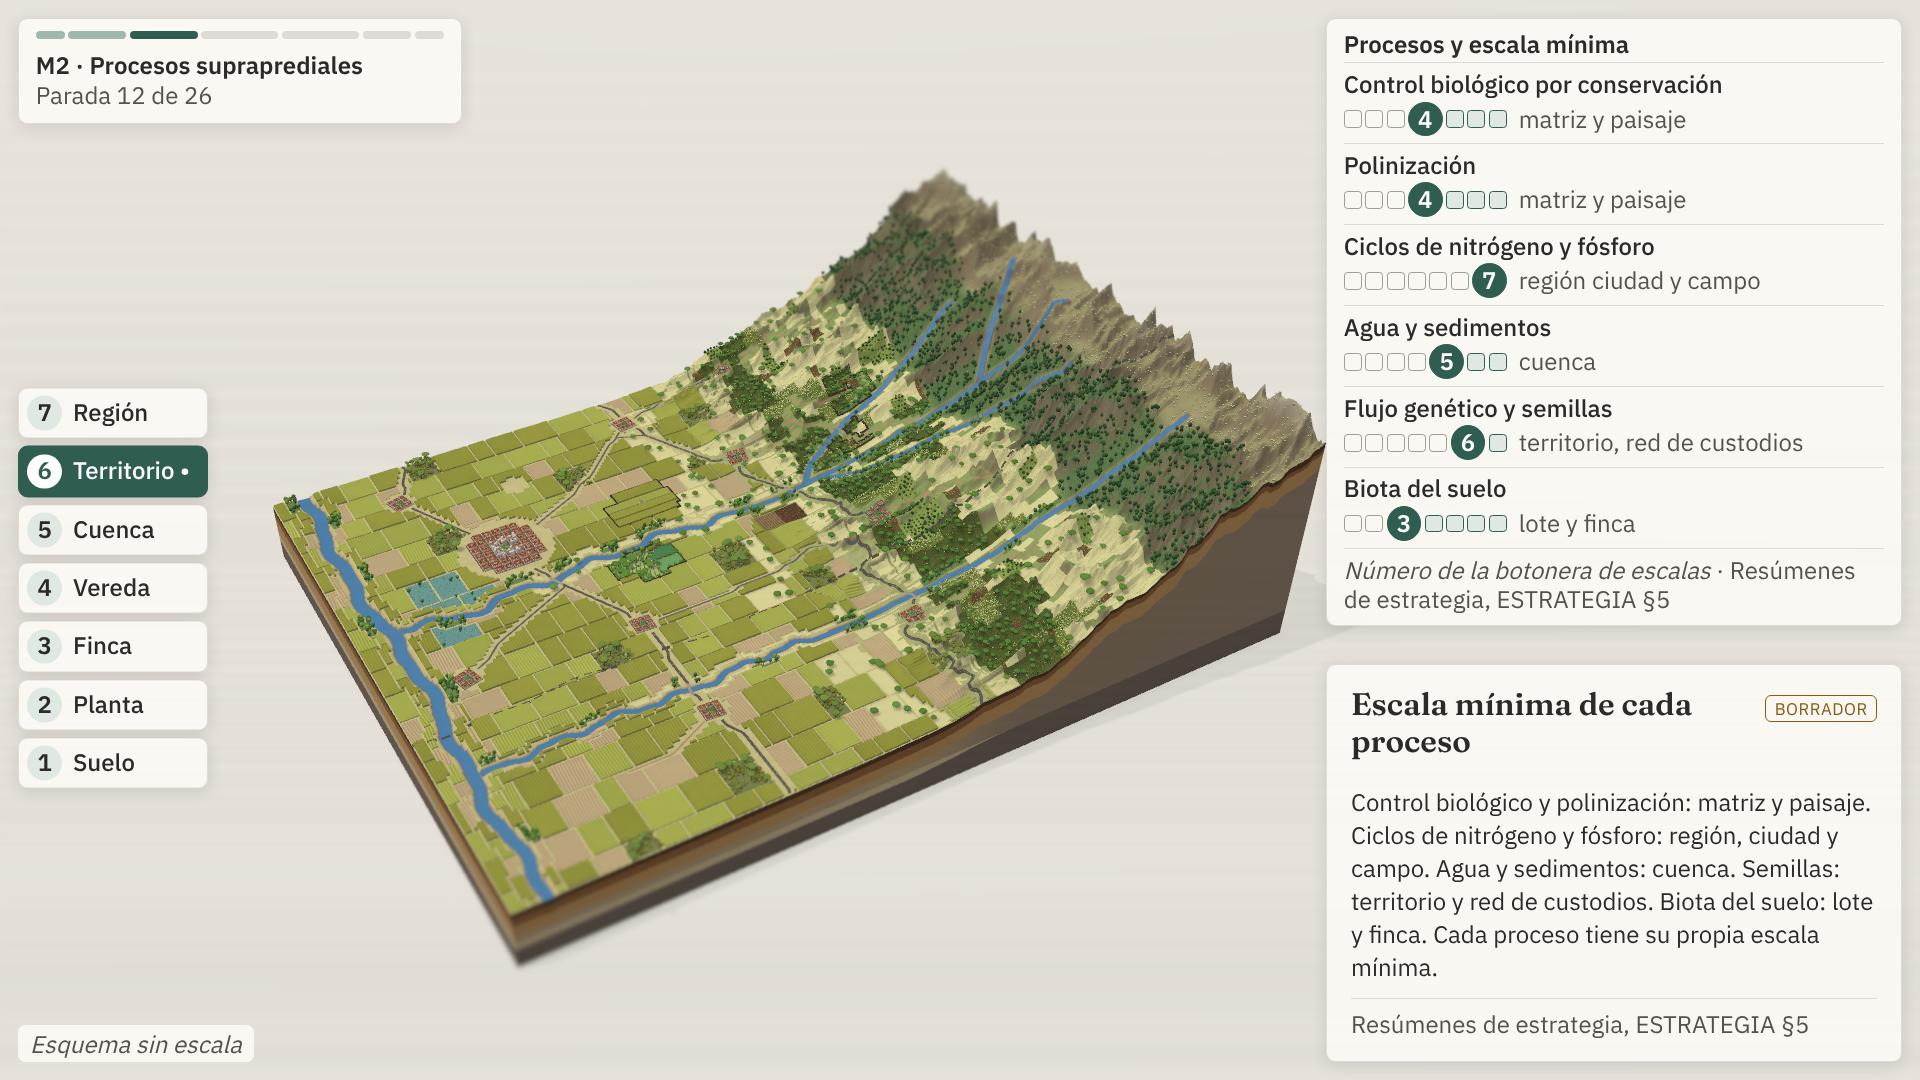 M2 · Procesos supraprediales
Parada 12 de 26
7 Región
6 Territorio •
5 Cuenca
4 Vereda
3 Finca
2 Planta
1 Suelo
Esquema sin escala
Procesos y escala mínima
Control biológico por conservación
4 matriz y paisaje
Polinización
4 matriz y paisaje
Ciclos de nitrógeno y fósforo
7 región ciudad y campo
Agua y sedimentos
5 cuenca
Flujo genético y semillas
6 territorio, red de custodios
Biota del suelo
3 lote y finca
Número de la botonera de escalas · Resúmenes
de estrategia, ESTRATEGIA §5
Escala mínima de cada
proceso
BORRADOR
Control biológico y polinización: matriz y paisaje.
Ciclos de nitrógeno y fósforo: región, ciudad y
campo. Agua y sedimentos: cuenca. Semillas:
territorio y red de custodios. Biota del suelo: lote
y finca. Cada proceso tiene su propia escala
mínima.
Resúmenes de estrategia, ESTRATEGIA §5